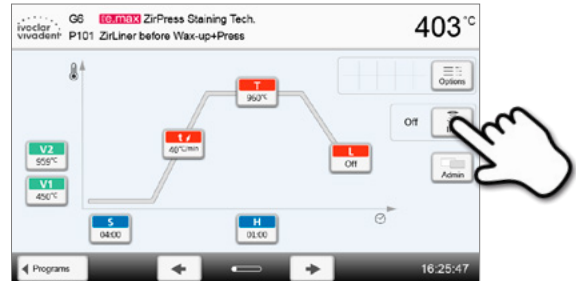 ivoclar
vivadent
G6 IPS e.max ZirPress Staining Tech.
P101 ZirLiner before Wax-up+Press
403°C
T
960°C
Options
Off
t ↗
40°C/min
V2
959°C
L
Off
Admin
V1
450°C
S
04:00
H
01:00
Programs
16:25:47